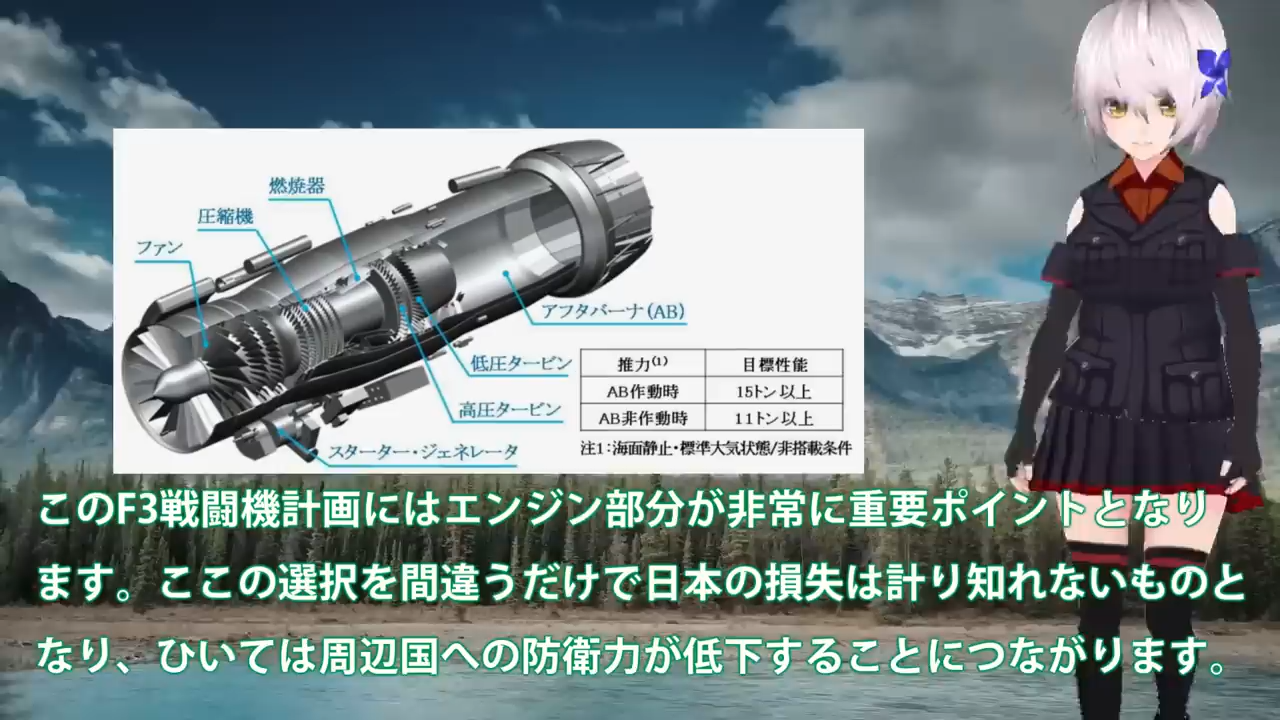 燃焼器
圧縮機
ファン
アフタバーナ(AB)
低圧タービン
高圧タービン
スターター・ジェネレータ
推力(1) 目標性能
AB作動時 15トン以上
AB非作動時 11トン以上
注1:海面静止・標準大気状態/非搭載条件
このF3戦闘機計画にはエンジン部分が非常に重要ポイントとなり
ます。ここの選択を間違うだけで日本の損失は計り知れないものと
なり、ひいては周辺国への防衛力が低下することにつながります。